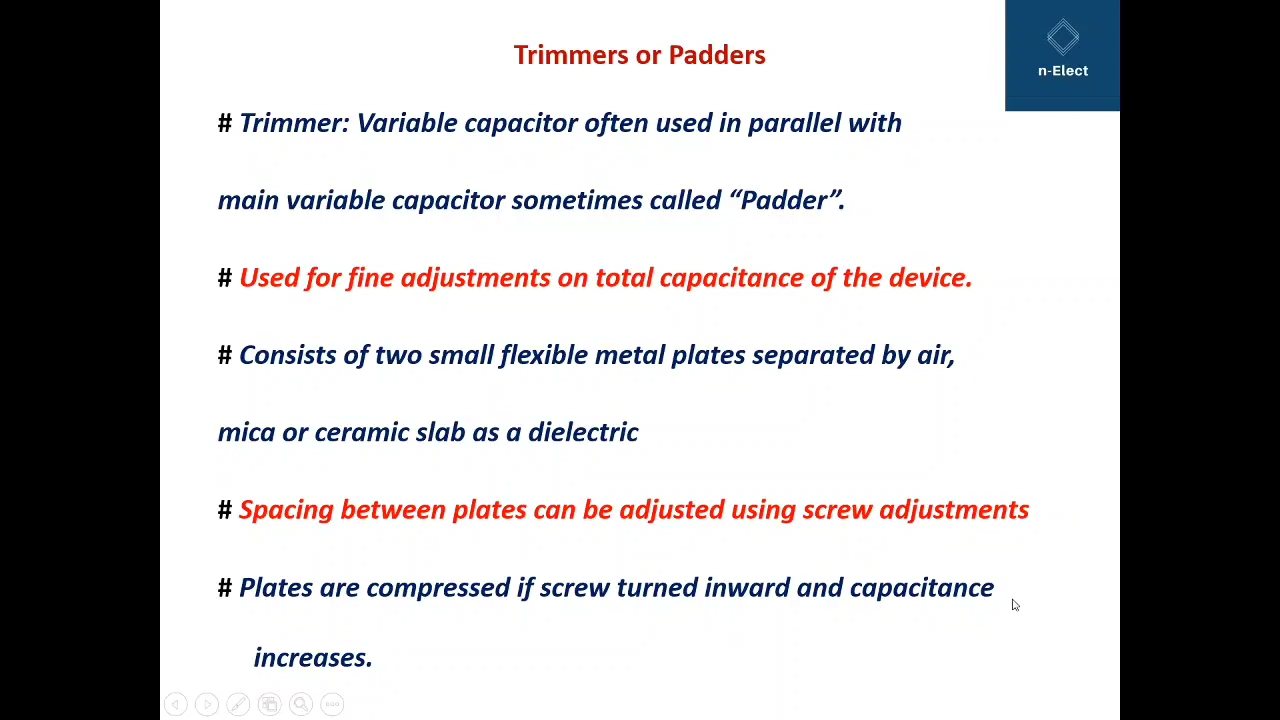 Trimmers or Padders
n-Elect
# Trimmer: Variable capacitor often used in parallel with
main variable capacitor sometimes called “Padder”.
# Used for fine adjustments on total capacitance of the device.
# Consists of two small flexible metal plates separated by air,
mica or ceramic slab as a dielectric
# Spacing between plates can be adjusted using screw adjustments
# Plates are compressed if screw turned inward and capacitance
increases.